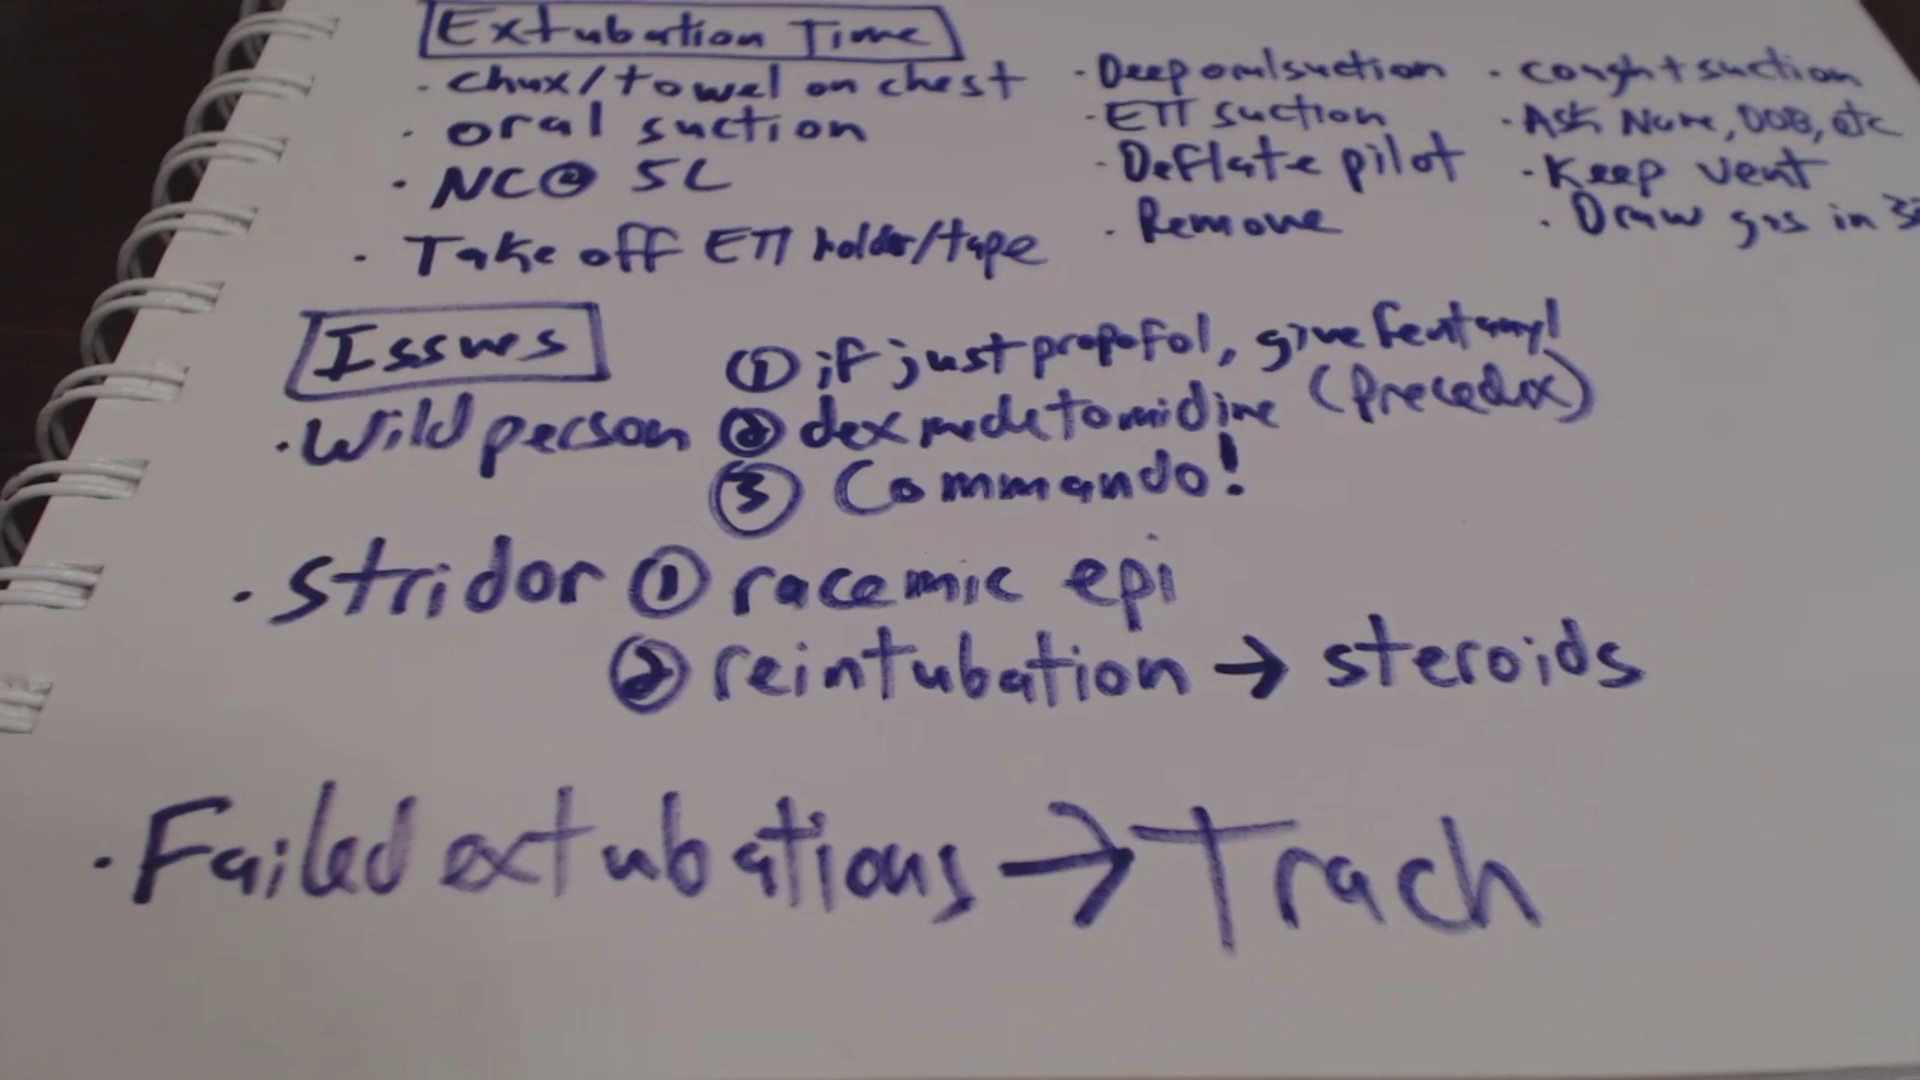 Extubation Time
· Chux/towel on chest
· oral suction
· NC @ 5L
· Take off ETT holder/tape
· Deep oral suction
· ETT suction
· Deflate pilot
· Remove
· cough + suction
· Ask Name, DOB, etc
· Keep vent
· Draw gas in
Issues
· Wild person ① if just propofol, give fentanyl
② dexmedetomidine (Precedex)
③ Commando!
· Stridor ① racemic epi
② reintubation → steroids
· Failed extubations → Trach